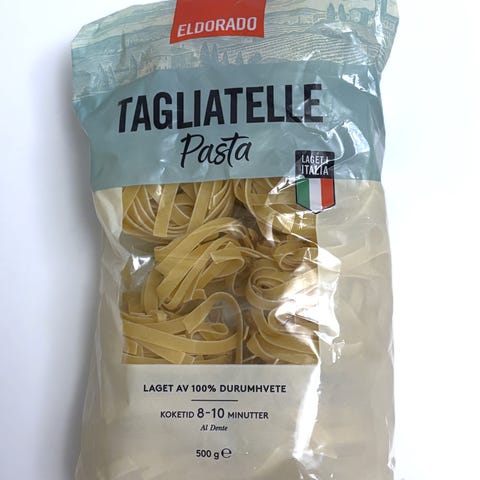 ELDORADO
TAGLIATELLE
Pasta
LAGET I
ITALIA
LAGET AV 100% DURUMHVETE
KOKETID 8-10 MINUTTER
Al Dente
500 g ℮